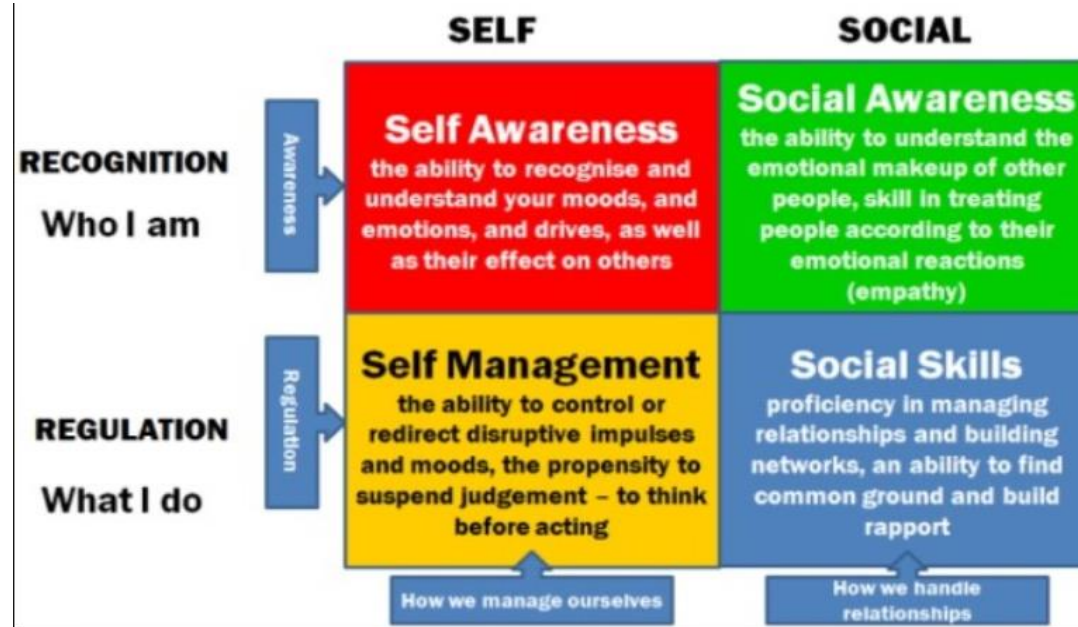 SELF
SOCIAL
RECOGNITION
Who I am
Awareness
Self Awareness
the ability to recognise and
understand your moods, and
emotions, and drives, as well
as their effect on others
Social Awareness
the ability to understand the
emotional makeup of other
people, skill in treating
people according to their
emotional reactions
(empathy)
REGULATION
What I do
Regulation
Self Management
the ability to control or
redirect disruptive impulses
and moods, the propensity to
suspend judgement – to think
before acting
Social Skills
proficiency in managing
relationships and building
networks, an ability to find
common ground and build
rapport
How we manage ourselves
How we handle
relationships